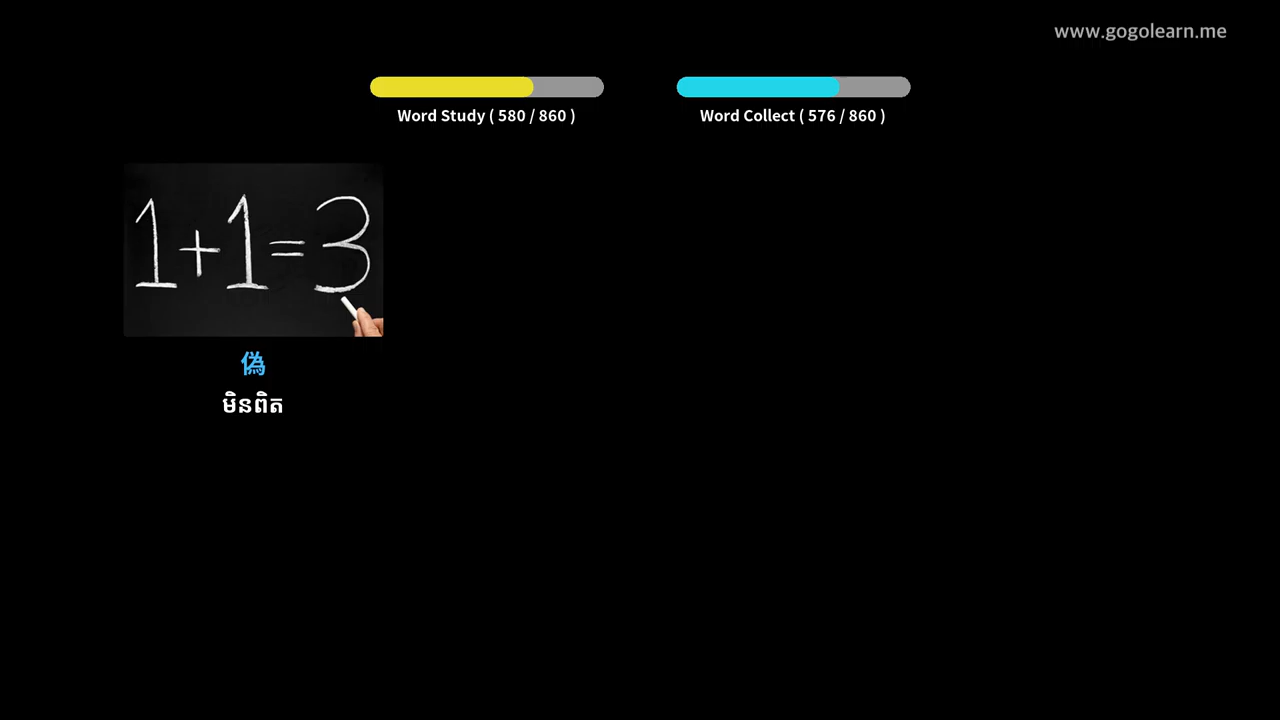 www.gogolearn.me
Word Study ( 580 / 860 )
Word Collect ( 576 / 860 )
1+1=3
偽
មិនពិត